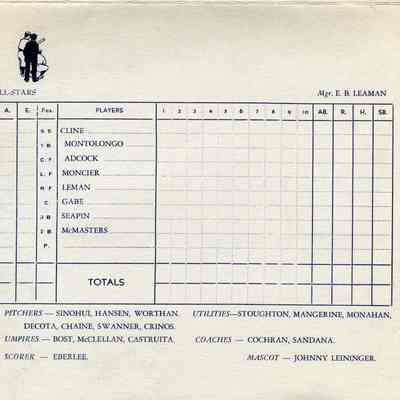 LL-STARS Mgr. E. B. LEAMAN
A. E. Pos. PLAYERS 1 2 3 4 5 6 7 8 9 10 AB. R. H. SB.
S S CLINE
1 B MONTOLONGO
C. F ADCOCK
L. F MONCIER
R F LEMAN
C GABE
3 B SEAPIN
2 B McMASTERS
P.
TOTALS
PITCHERS — SINOHUI, HANSEN, WORTHAN. UTILITIES—STOUGHTON, MANGERINE, MONAHAN,
DECOTA, CHAINE, SWANNER, CRINOS.
UMPIRES — BOST, McCLELLAN, CASTRUITA. COACHES — COCHRAN, SANDANA.
SCORER — EBERLEE. MASCOT — JOHNNY LEININGER.